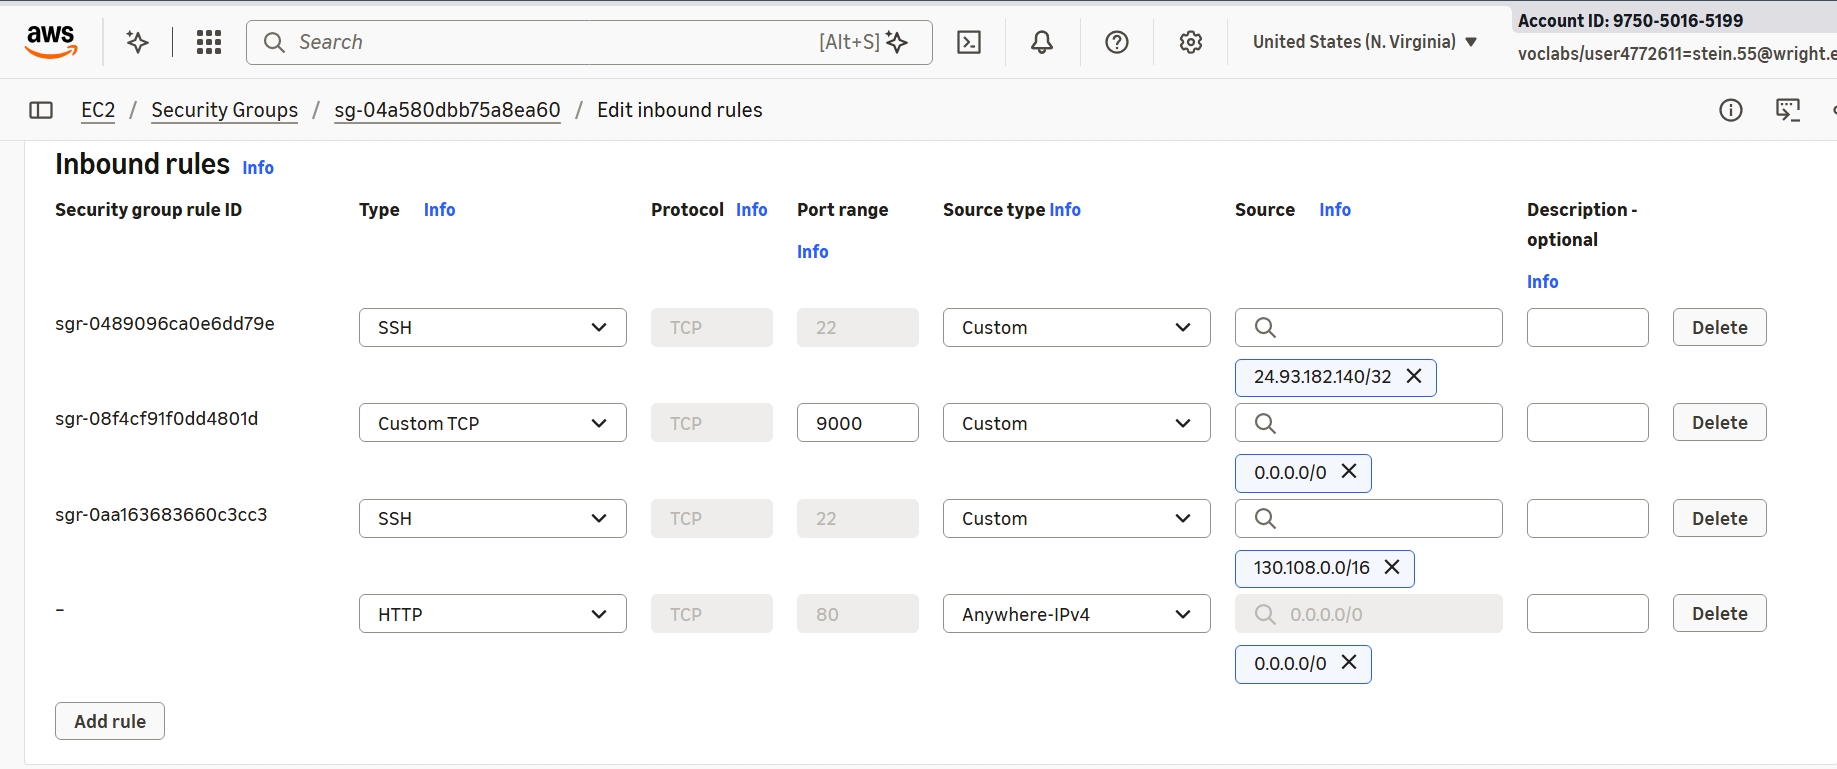 aws
Search
[Alt+S]
United States (N. Virginia)
Account ID: 9750-5016-5199
voclabs/user4772611=stein.55@wright.e
EC2 / Security Groups / sg-04a580dbb75a8ea60 / Edit inbound rules
Inbound rules Info
Security group rule ID Type Info Protocol Info Port range Info Source type Info Source Info Description - optional Info
sgr-0489096ca0e6dd79e SSH TCP 22 Custom Delete
24.93.182.140/32
sgr-08f4cf91f0dd4801d Custom TCP TCP 9000 Custom Delete
0.0.0.0/0
sgr-0aa163683660c3cc3 SSH TCP 22 Custom Delete
130.108.0.0/16
- HTTP TCP 80 Anywhere-IPv4 0.0.0.0/0 Delete
0.0.0.0/0
Add rule